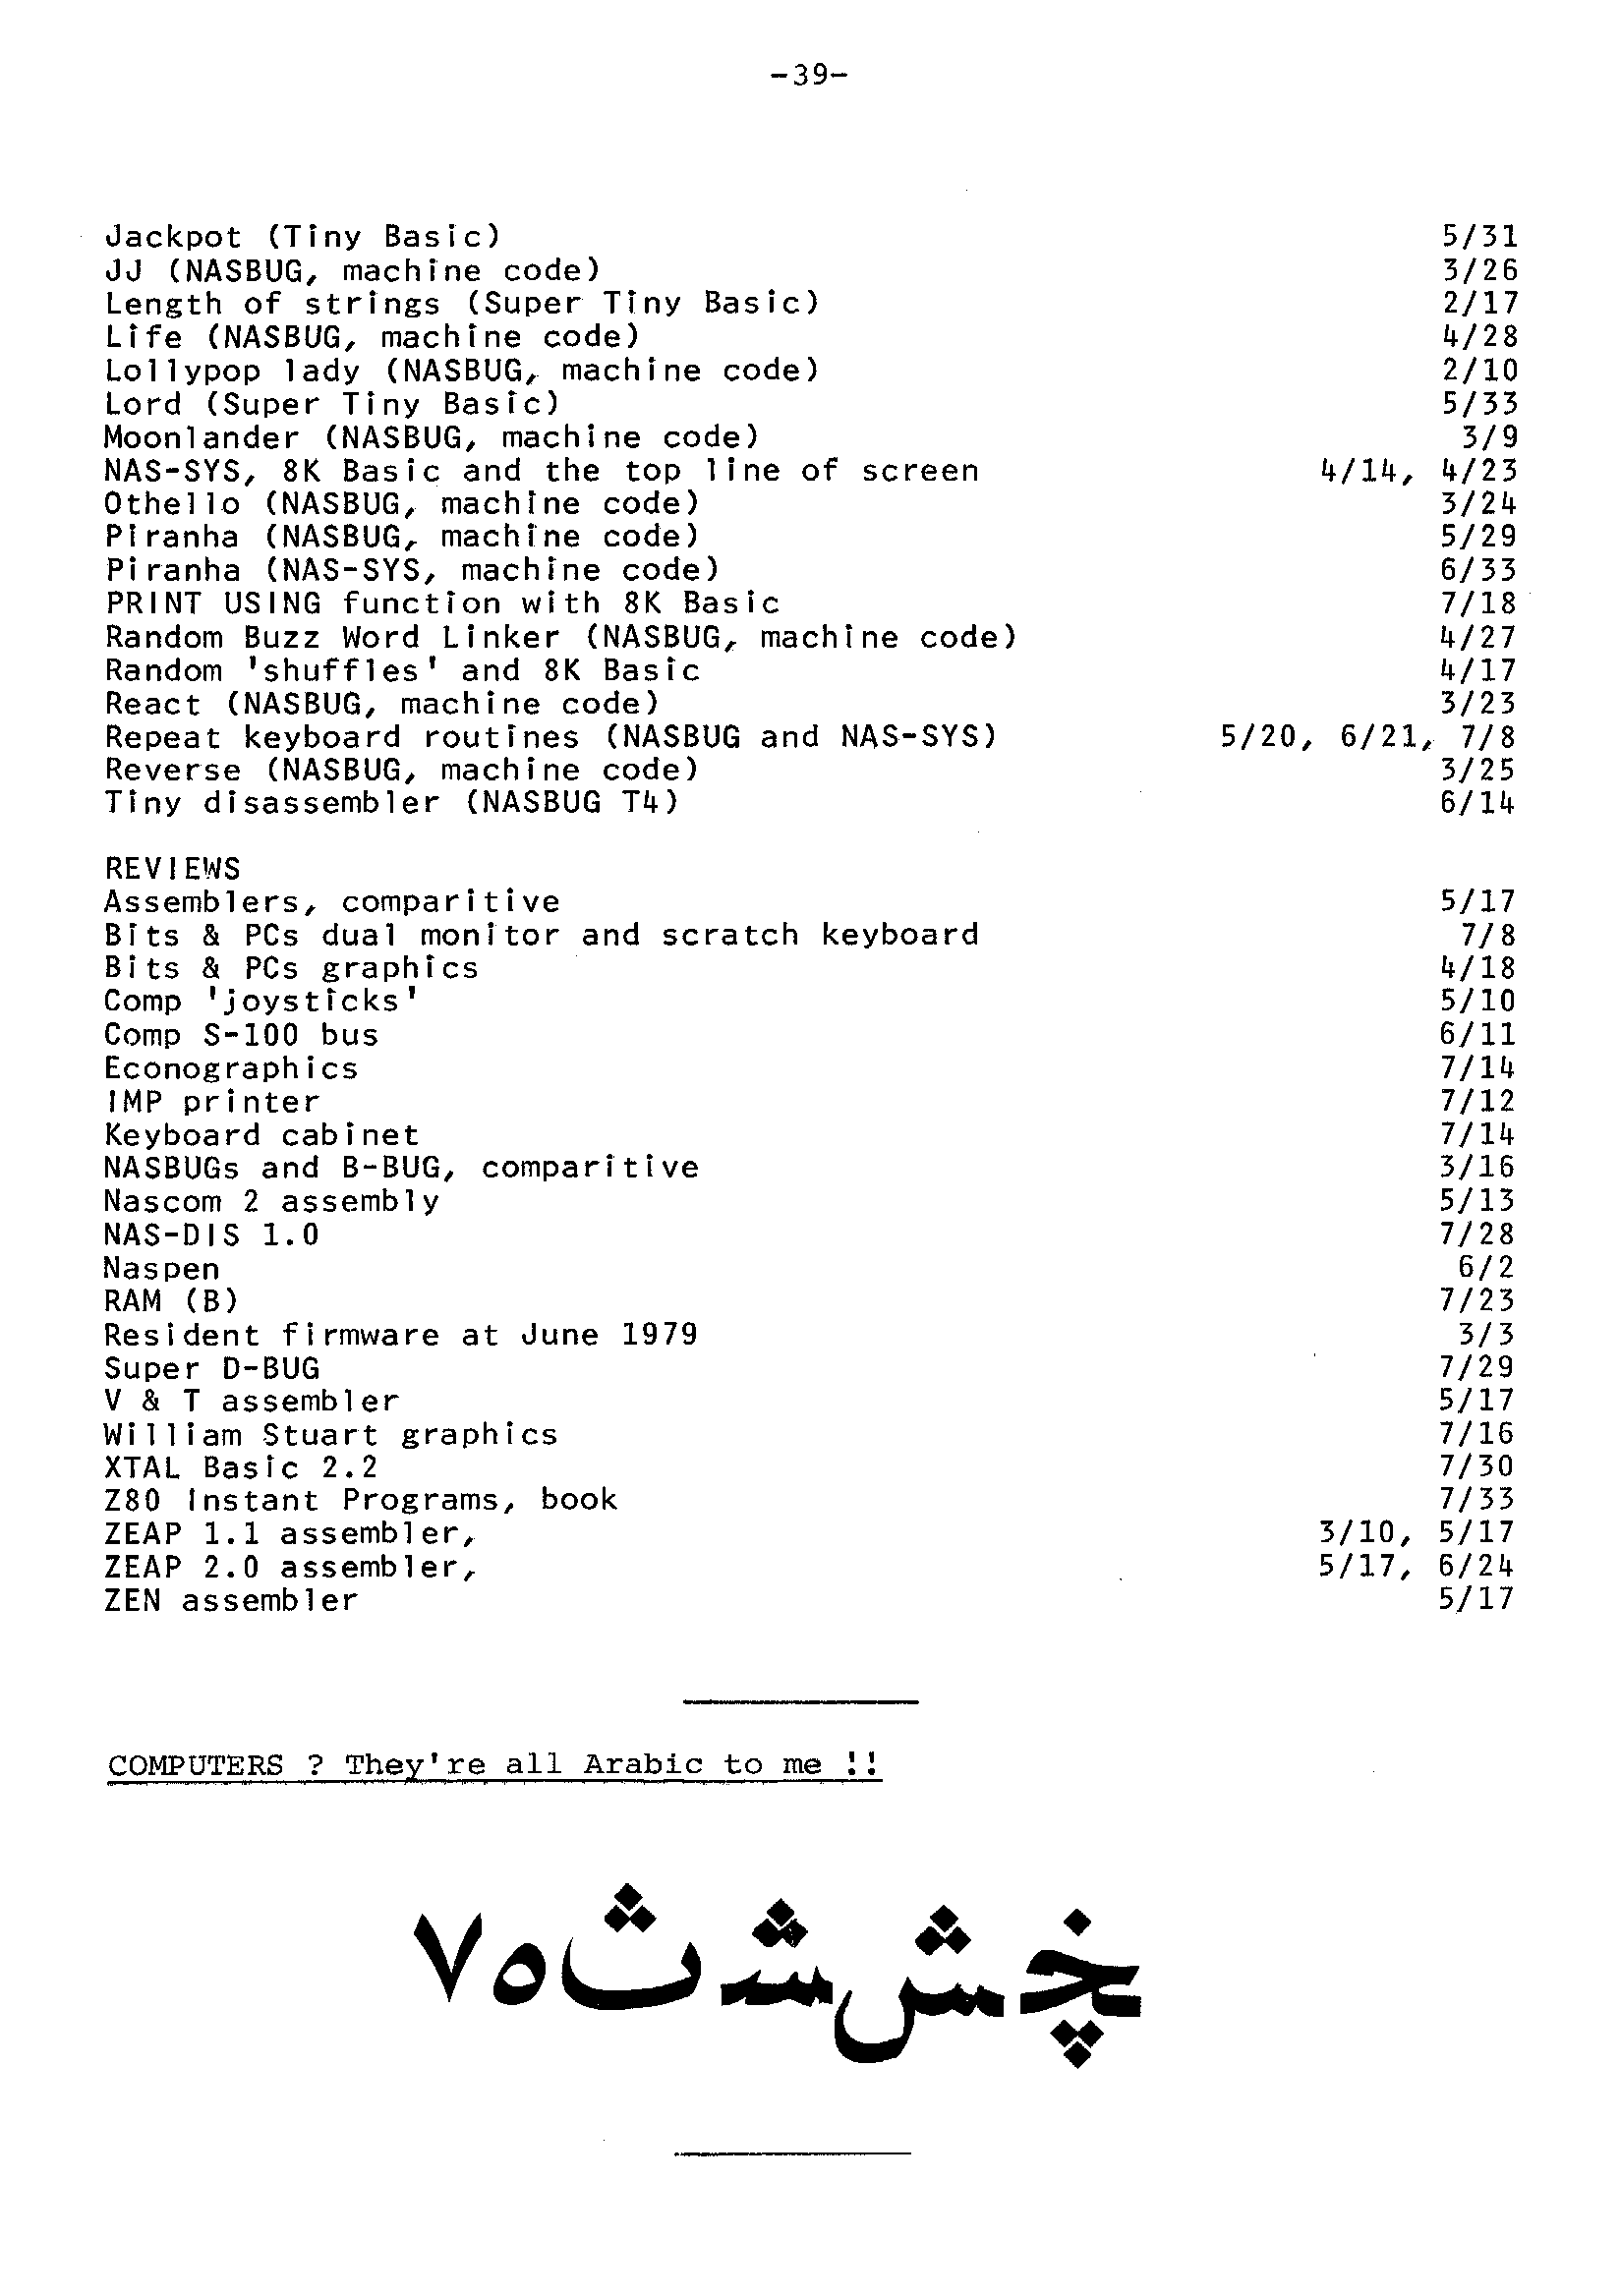 -39-
Jackpot (Tiny Basic) 5/31
JJ (NASBUG, machine code) 3/26
Length of strings (Super Tiny Basic) 2/17
Life (NASBUG, machine code) 4/28
Lollypop lady (NASBUG, machine code) 2/10
Lord (Super Tiny Basic) 5/33
Moonlander (NASBUG, machine code) 3/9
NAS-SYS, 8K Basic and the top line of screen 4/14, 4/23
Othello (NASBUG, machine code) 3/24
Piranha (NASBUG, machine code) 5/29
Piranha (NAS-SYS, machine code) 6/33
PRINT USING function with 8K Basic 7/18
Random Buzz Word Linker (NASBUG, machine code) 4/27
Random 'shuffles' and 8K Basic 4/17
React (NASBUG, machine code) 3/23
Repeat keyboard routines (NASBUG and NAS-SYS) 5/20, 6/21, 7/8
Reverse (NASBUG, machine code) 3/25
Tiny disassembler (NASBUG T4) 6/14
REVIEWS
Assemblers, comparitive 5/17
Bits & PCs dual monitor and scratch keyboard 7/8
Bits & PCs graphics 4/18
Comp 'joysticks' 5/10
Comp S-100 bus 6/11
Econographics 7/14
IMP printer 7/12
Keyboard cabinet 7/14
NASBUGs and B-BUG, comparitive 3/16
Nascom 2 assembly 5/13
NAS-DIS 1.0 7/28
Naspen 6/2
RAM (B) 7/23
Resident firmware at June 1979 3/3
Super D-BUG 7/29
V & T assembler 5/17
William Stuart graphics 7/16
XTAL Basic 2.2 7/30
Z80 Instant Programs, book 7/33
ZEAP 1.1 assembler, 3/10, 5/17
ZEAP 2.0 assembler, 5/17, 6/24
ZEN assembler 5/17
COMPUTERS ? They're all Arabic to me !!